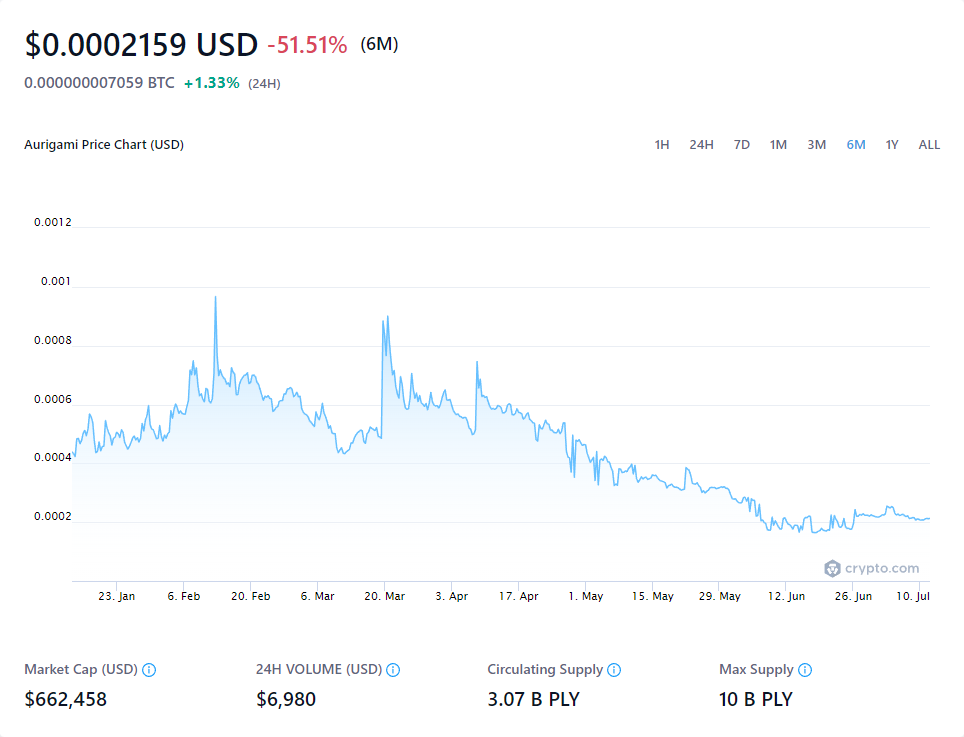 $0.0002159 USD -51.51% (6M)
0.000000007059 BTC +1.33% (24H)
Aurigami Price Chart (USD) 1H 24H 7D 1M 3M 6M 1Y ALL
0.0012
0.001
0.0008
0.0006
0.0004
0.0002
crypto.com
23. Jan 6. Feb 20. Feb 6. Mar 20. Mar 3. Apr 17. Apr 1. May 15. May 29. May 12. Jun 26. Jun 10. Jul
Market Cap (USD) 24H VOLUME (USD) Circulating Supply Max Supply
$662,458 $6,980 3.07 B PLY 10 B PLY